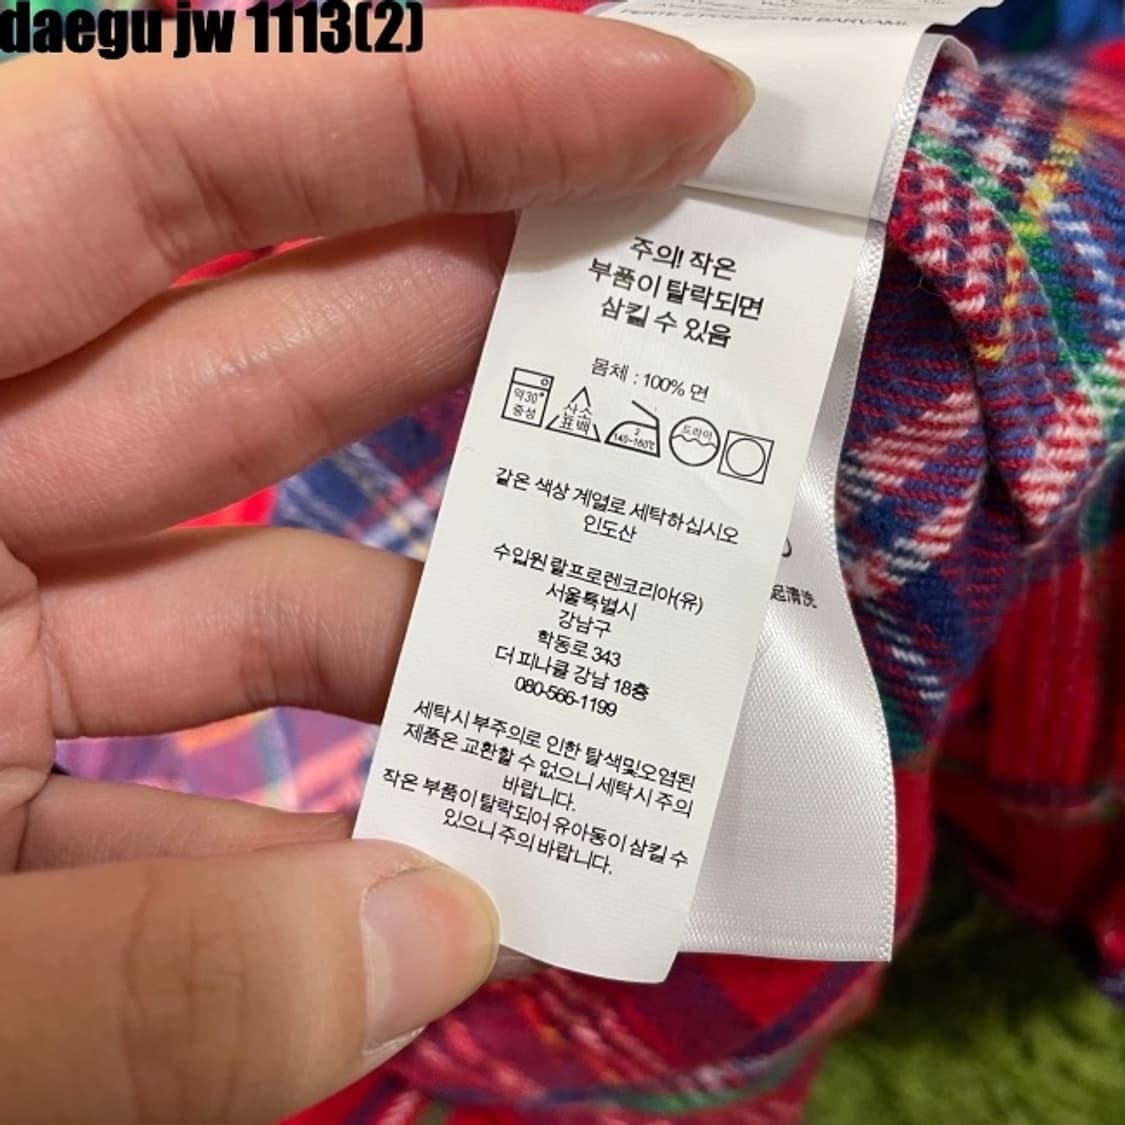 daegu jw 1113(2)
주의! 작은
부품이 탈락되면
삼킬 수 있음
몸체 : 100% 면
약30°
중성
산소
표백
2
140~160℃
드라이
같은 색상 계열로 세탁하십시오
인도산
수입원 랄프로렌코리아(유)
서울특별시
강남구
학동로 343
더 피나클 강남 18층
080-566-1199
세탁시 부주의로 인한 탈색및오염된
제품은 교환할 수 없으니 세탁시 주의
바랍니다.
작은 부품이 탈락되어 유아동이 삼킬 수
있으니 주의 바랍니다.
起清洗